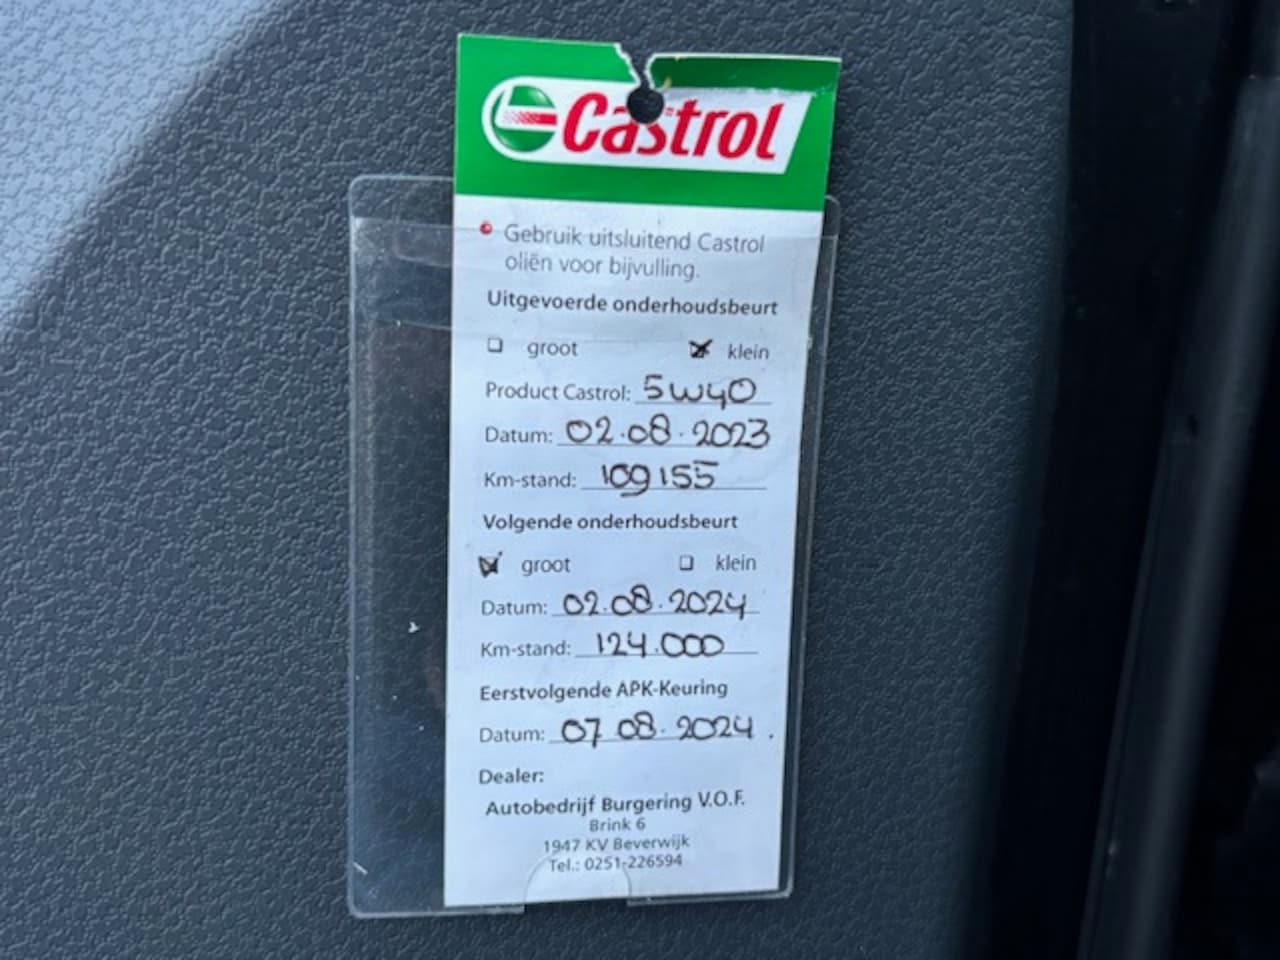 Castrol
Gebruik uitsluitend Castrol
oliën voor bijvulling.
Uitgevoerde onderhoudsbeurt
groot klein
Product Castrol: 5W40
Datum: 02.08.2023
Km-stand: 109155
Volgende onderhoudsbeurt
groot klein
Datum: 02.08.2024
Km-stand: 124.000
Eerstvolgende APK-Keuring
Datum: 07 08.2024.
Dealer:
Autobedrijf Burgering V.O.F.
Brink 6
1947 KV Beverwijk
Tel.: 0251-226594